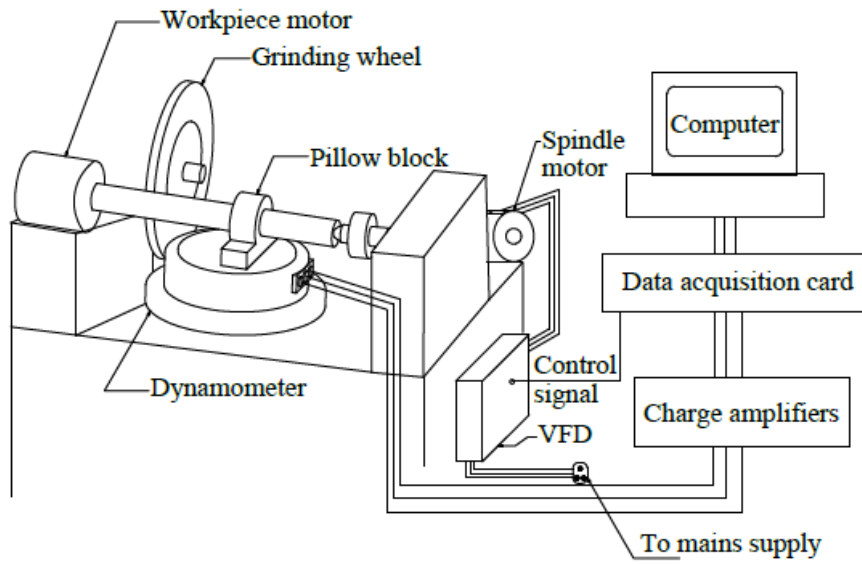 Workpiece motor
Grinding wheel
Pillow block
Spindle
motor
Computer
Data acquisition card
Dynamometer
Control
signal
VFD
Charge amplifiers
To mains supply